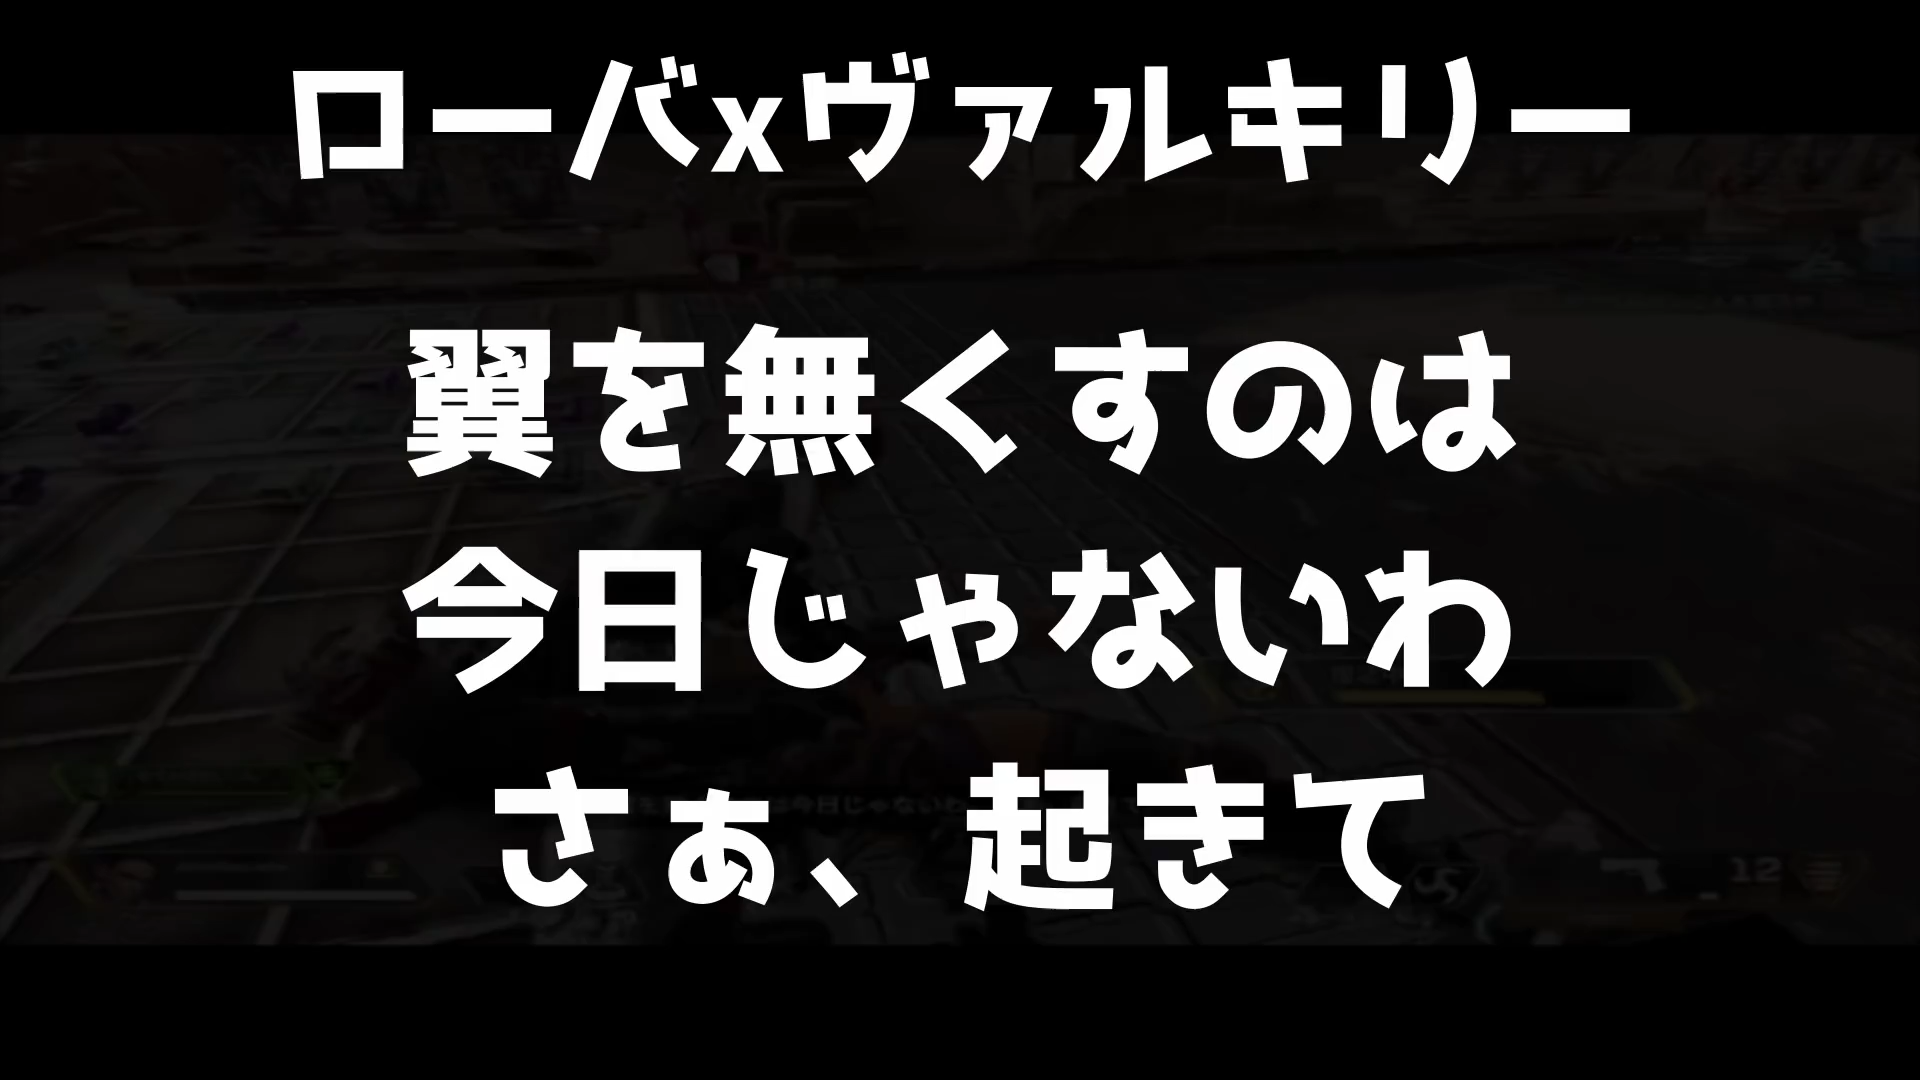 ローバxヴァルキリー
翼を無くすのは
今日じゃないわ
さぁ、起きて
12